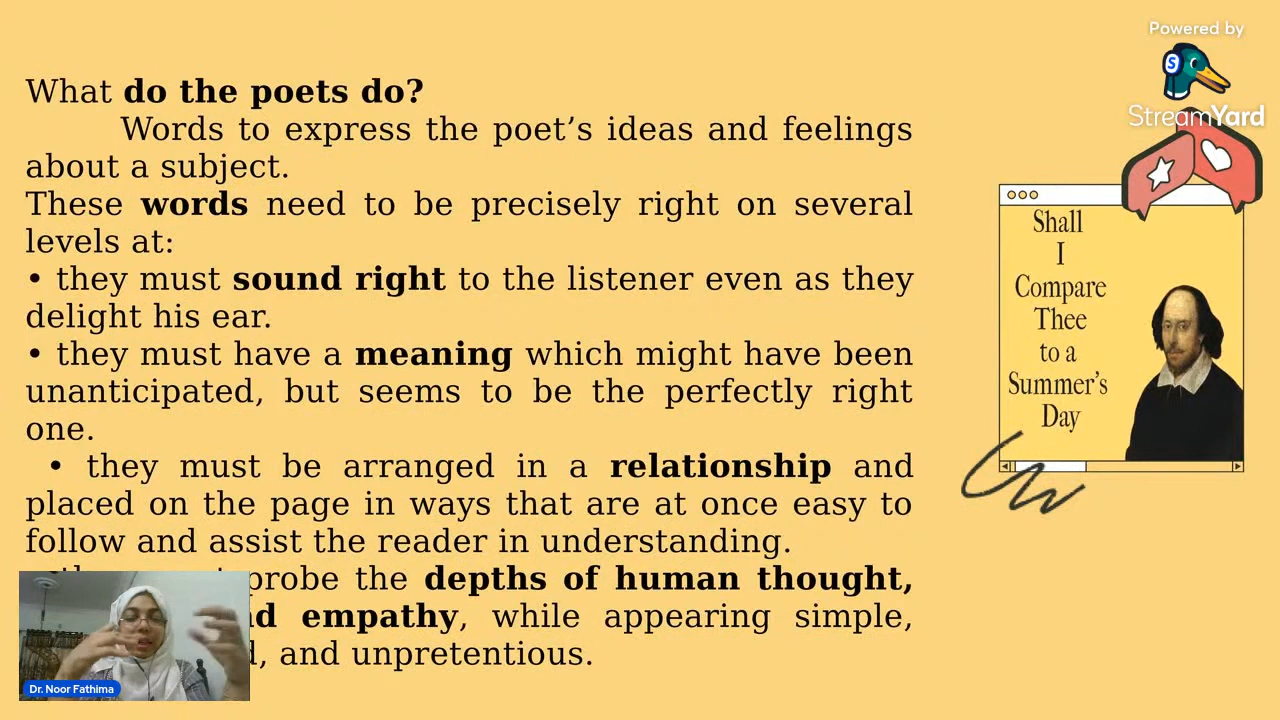 What do the poets do?
Words to express the poet’s ideas and feelings
about a subject.
These words need to be precisely right on several
levels at:
• they must sound right to the listener even as they
delight his ear.
• they must have a meaning which might have been
unanticipated, but seems to be the perfectly right
one.
• they must be arranged in a relationship and
placed on the page in ways that are at once easy to
follow and assist the reader in understanding.
probe the depths of human thought,
empathy, while appearing simple,
and unpretentious.
Dr. Noor Fathima
Powered by
StreamYard
Shall
I
Compare
Thee
to a
Summer’s
Day